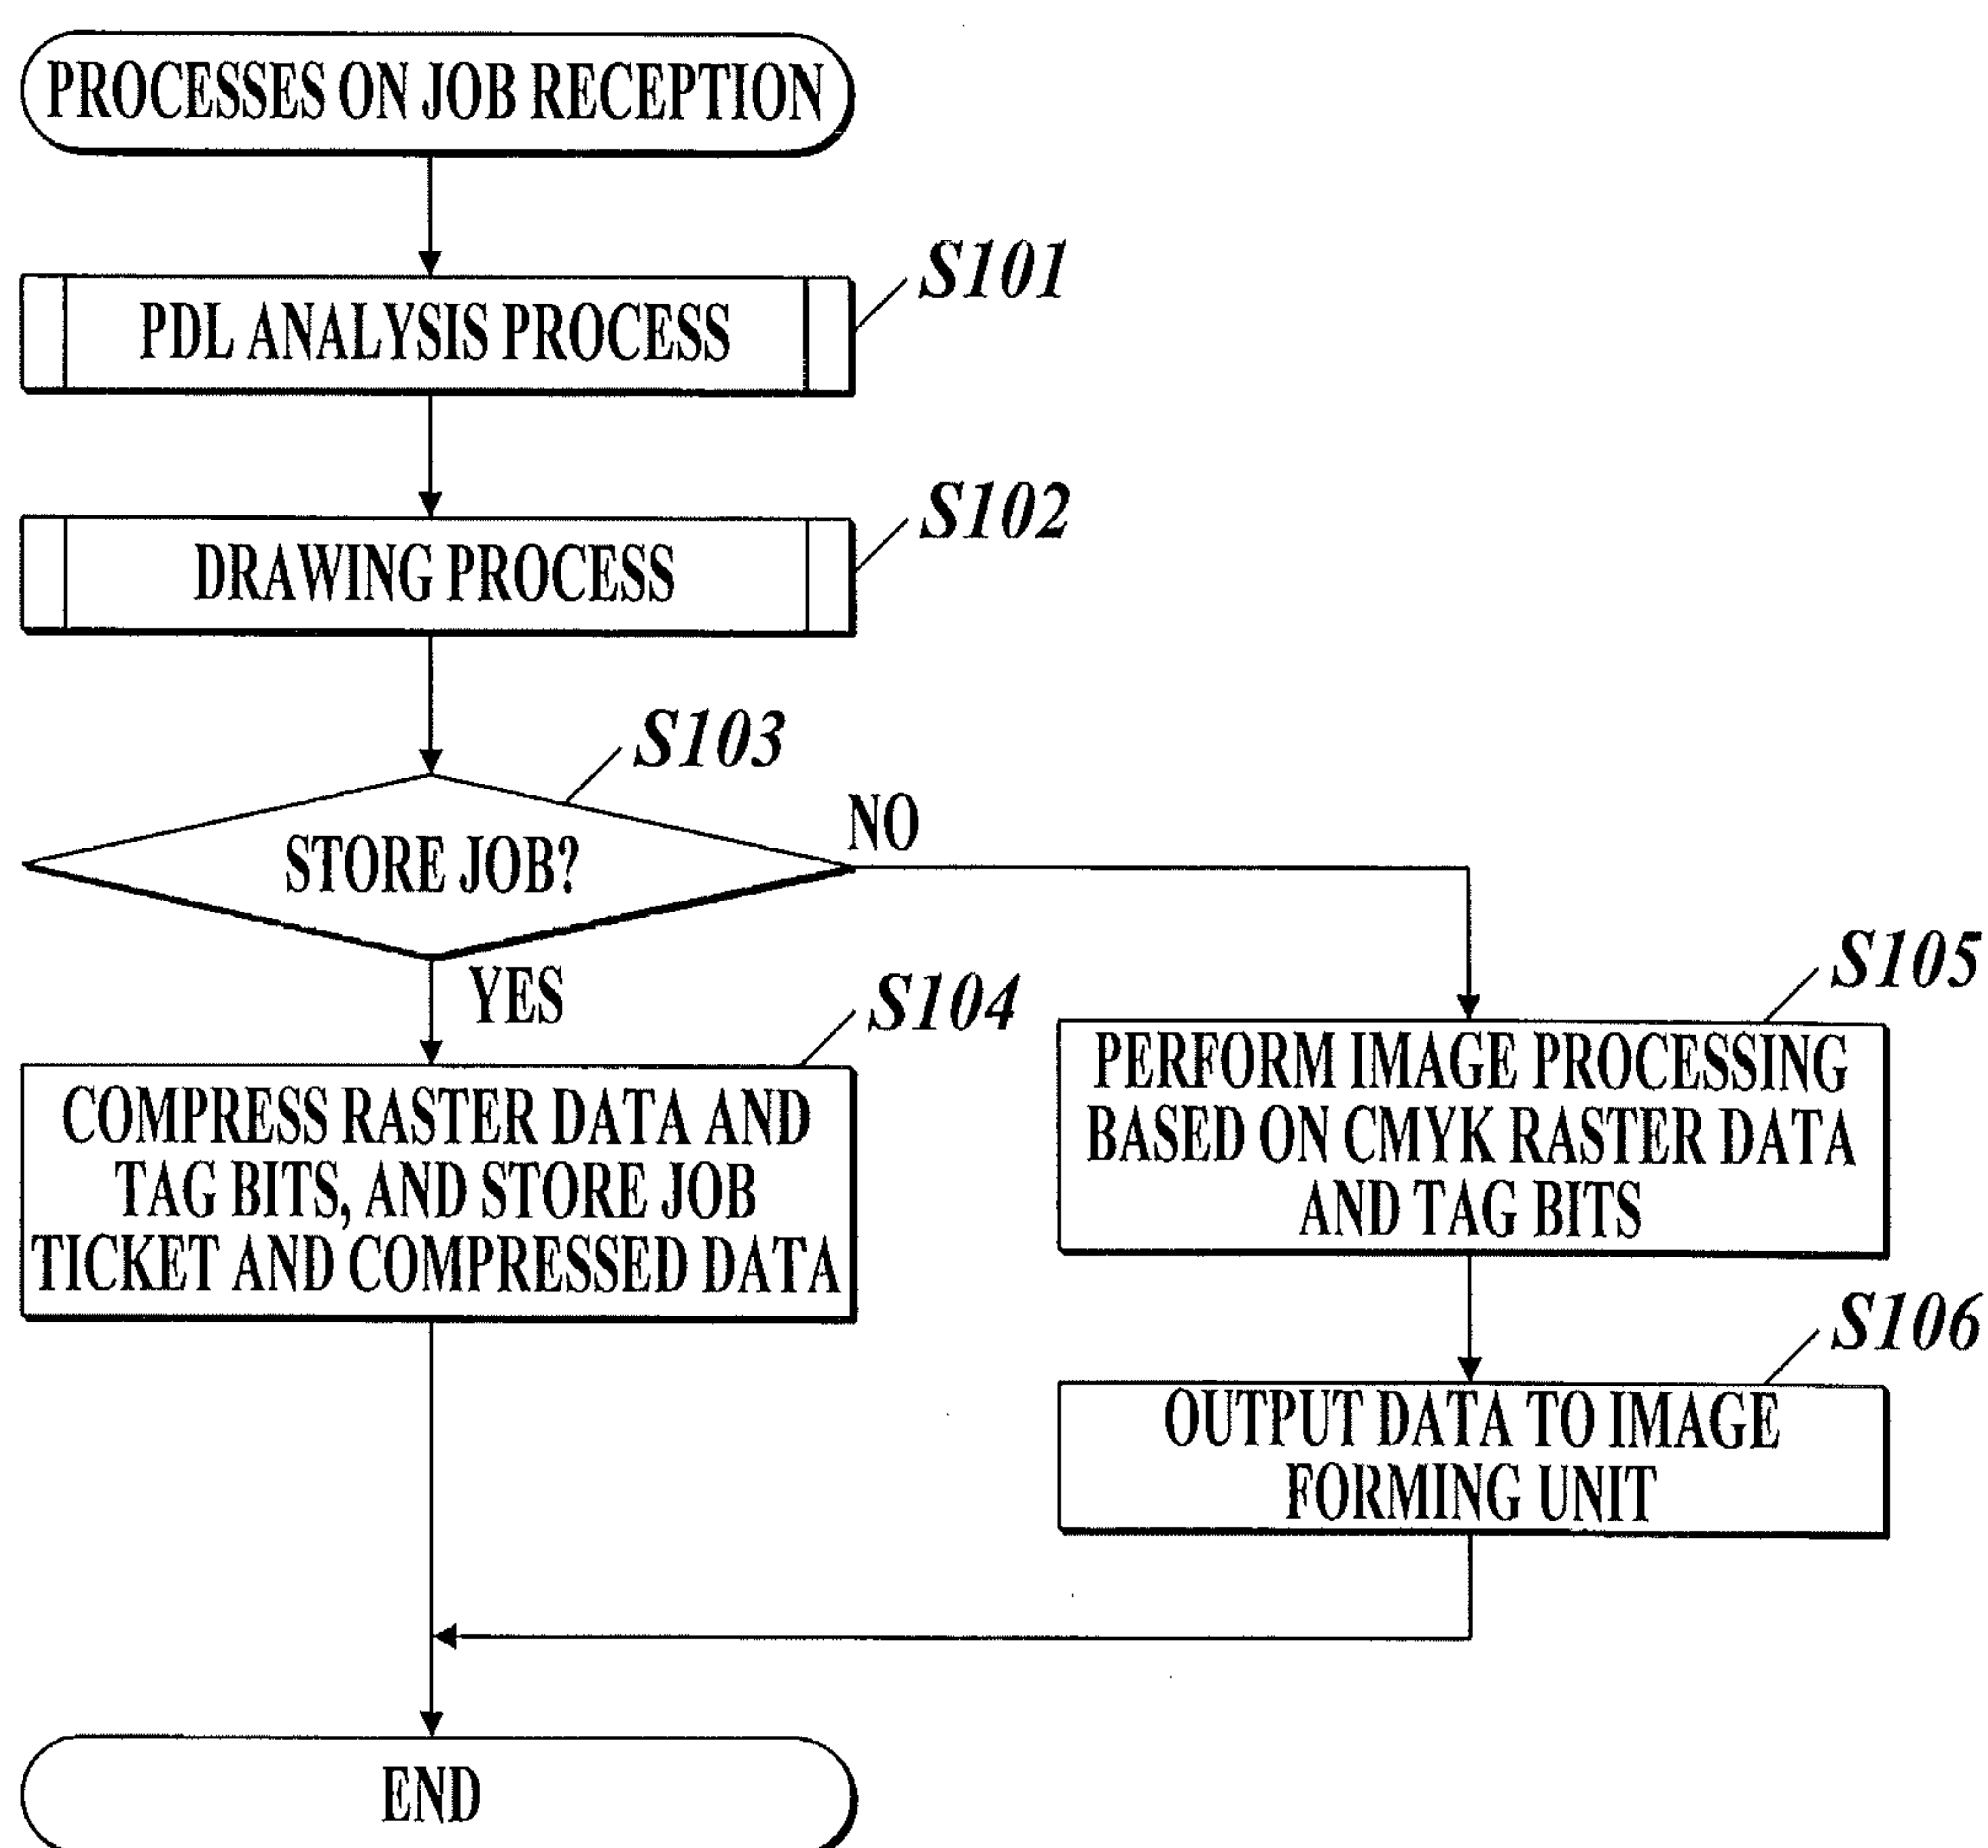 PROCESSES ON JOB RECEPTION
S101
PDL ANALYSIS PROCESS
S102
DRAWING PROCESS
S103
STORE JOB?
NO
YES
S104
COMPRESS RASTER DATA AND
TAG BITS, AND STORE JOB
TICKET AND COMPRESSED DATA
S105
PERFORM IMAGE PROCESSING
BASED ON CMYK RASTER DATA
AND TAG BITS
S106
OUTPUT DATA TO IMAGE
FORMING UNIT
END